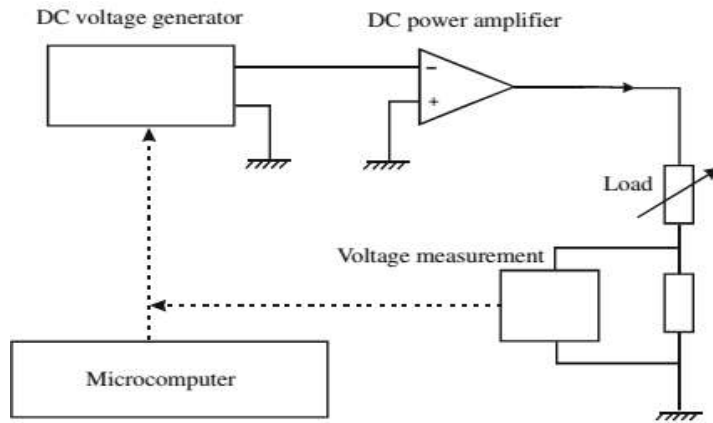 DC voltage generator
DC power amplifier
−
+
Load
Voltage measurement
Microcomputer